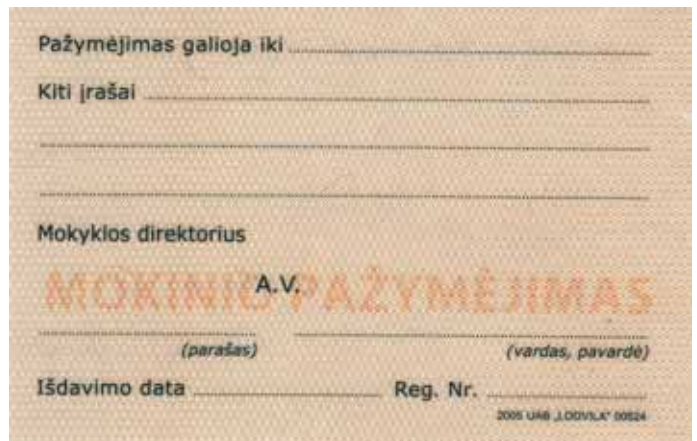 Pažymėjimas galioja iki
Kiti įrašai
Mokyklos direktorius
A.V.
MOKINIO PAŽYMĖJIMAS
(parašas) (vardas, pavardė)
Išdavimo data Reg. Nr.
2005 UAB „LODVILA“ 00524